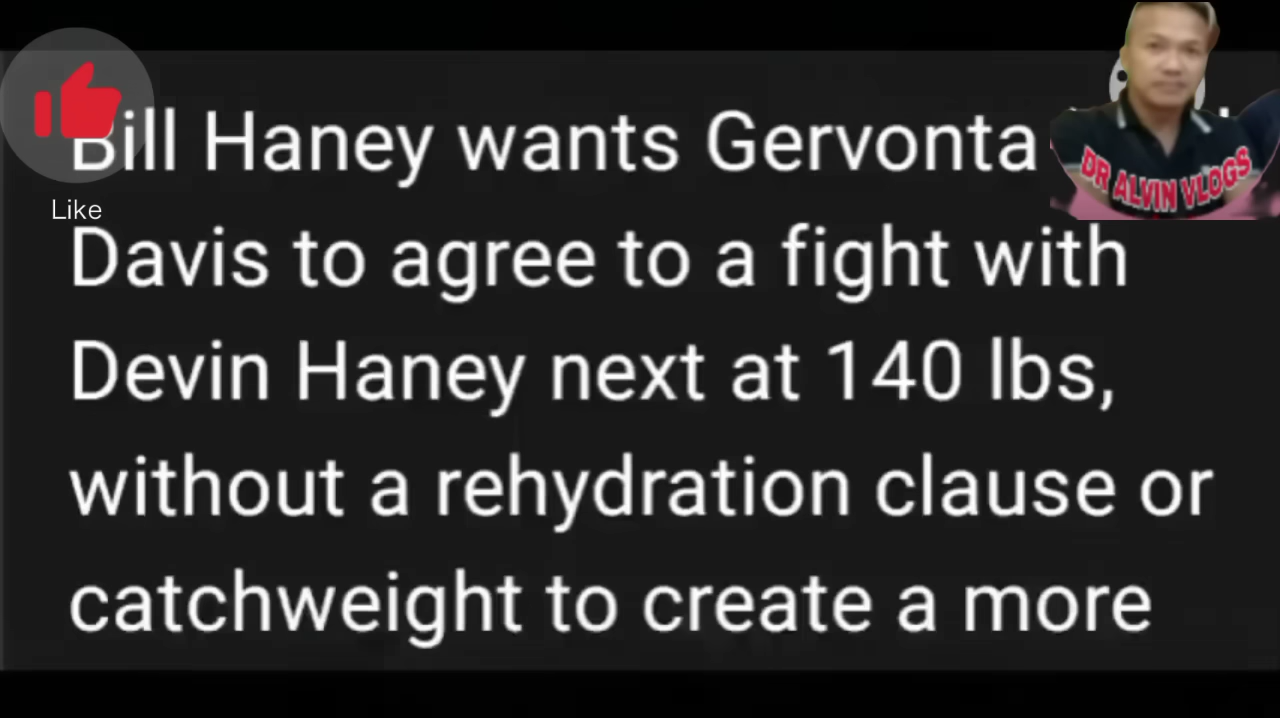 Bill Haney wants Gervonta
Davis to agree to a fight with
Devin Haney next at 140 lbs,
without a rehydration clause or
catchweight to create a more
Like
DR ALVIN VLOGS